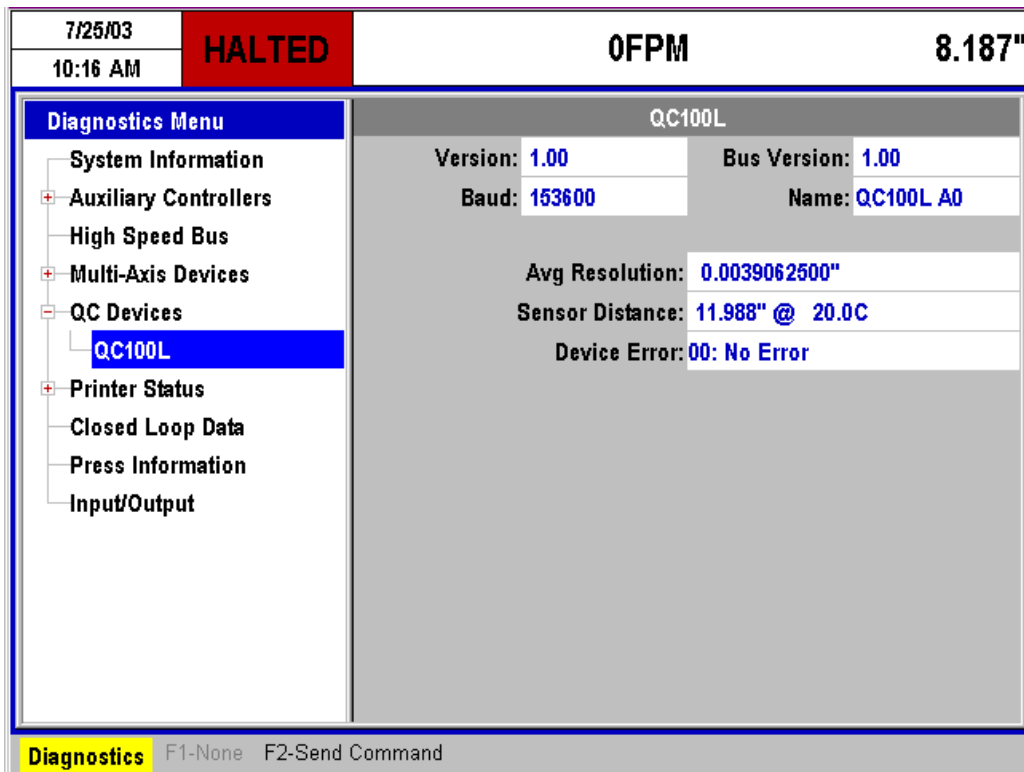 7/25/03
10:16 AM
HALTED
0FPM
8.187"
Diagnostics Menu
System Information
Auxiliary Controllers
High Speed Bus
Multi-Axis Devices
QC Devices
QC100L
Printer Status
Closed Loop Data
Press Information
Input/Output
QC100L
Version: 1.00 Bus Version: 1.00
Baud: 153600 Name: QC100L A0
Avg Resolution: 0.0039062500"
Sensor Distance: 11.988" @ 20.0C
Device Error: 00: No Error
Diagnostics F1-None F2-Send Command